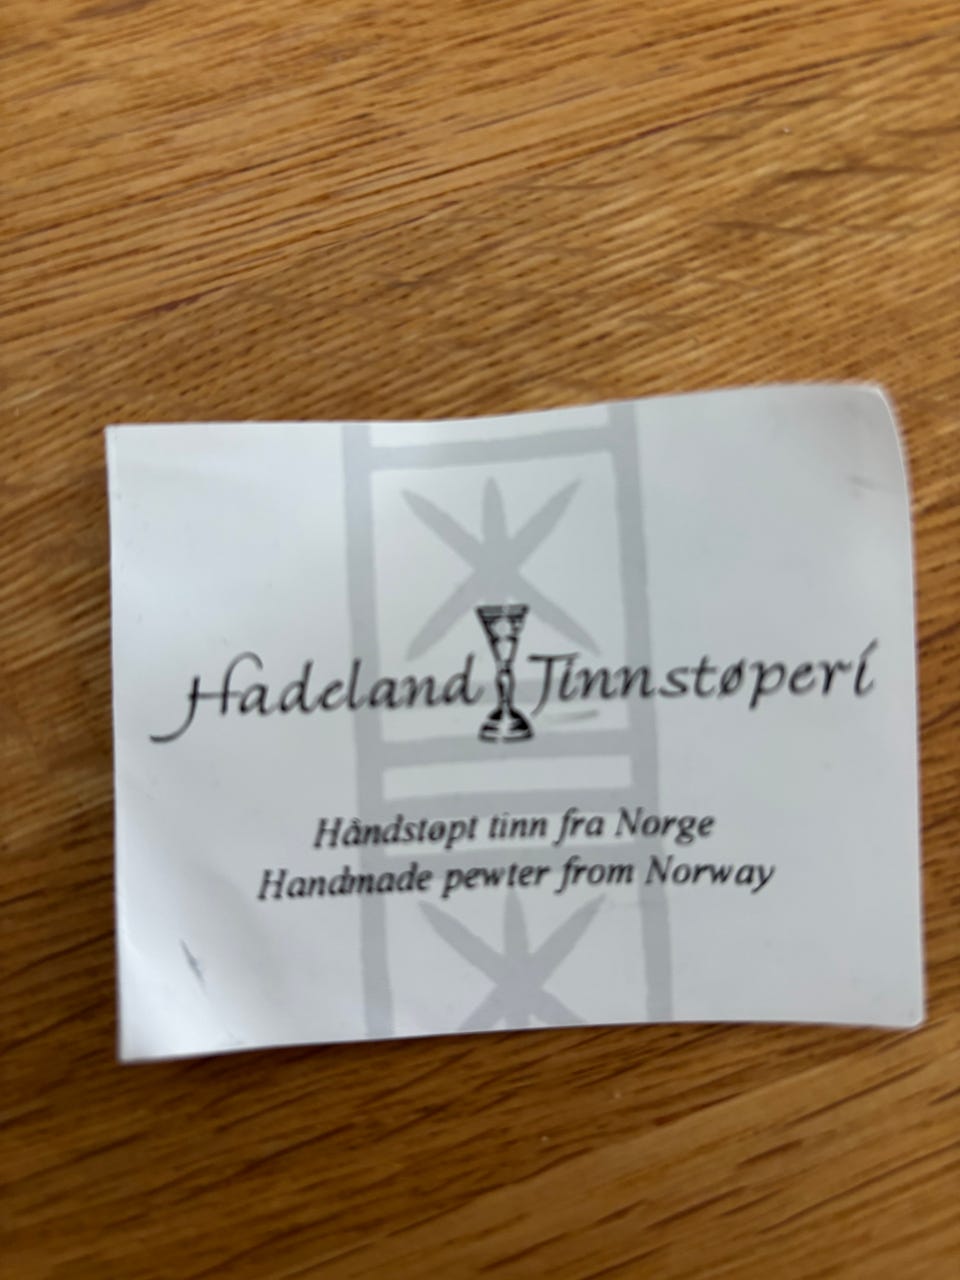 Hadeland Tinnstøperi
Håndstøpt tinn fra Norge
Handmade pewter from Norway